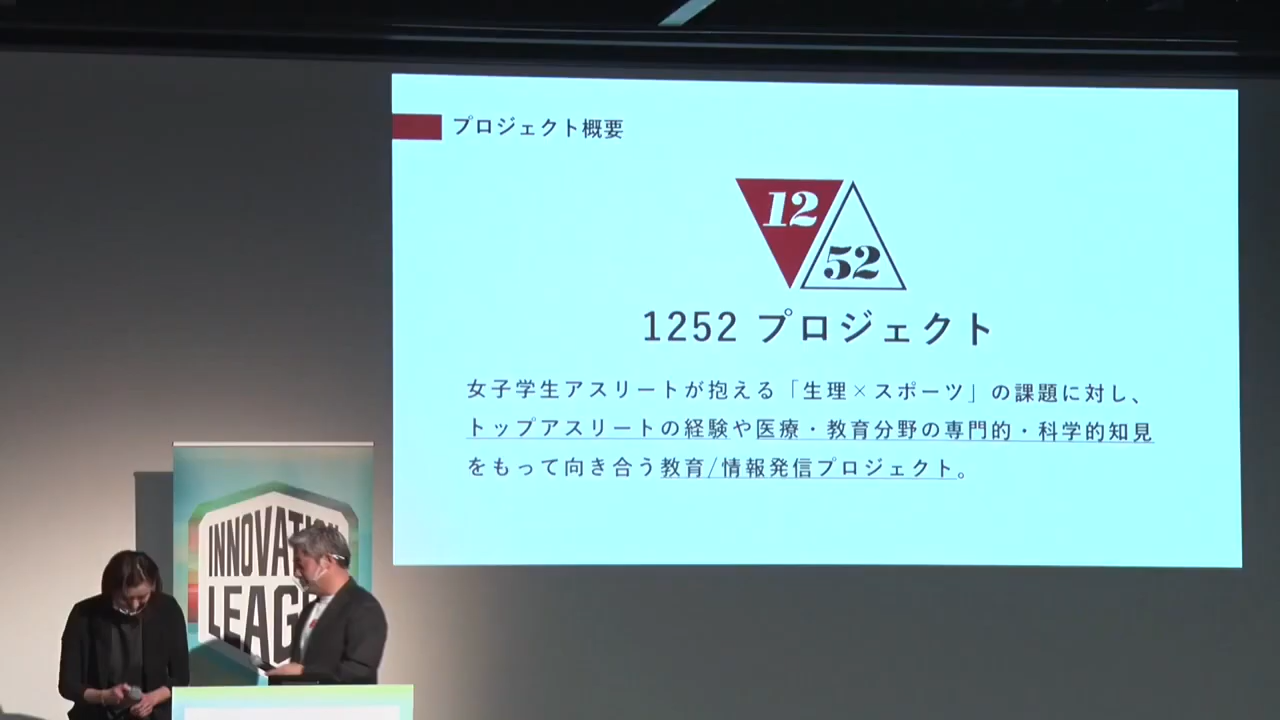 プロジェクト概要
12
52
1252 プロジェクト
女子学生アスリートが抱える「生理×スポーツ」の課題に対し、
トップアスリートの経験や医療・教育分野の専門的・科学的知見
をもって向き合う教育/情報発信プロジェクト。
INNOVATION
LEAG